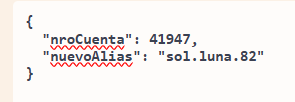 {
"nroCuenta": 41947,
"nuevoAlias": "sol.luna.82"
}